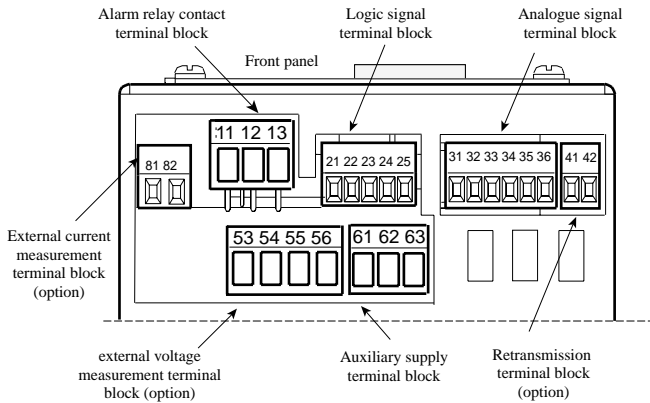 Alarm relay contact
terminal block
Logic signal
terminal block
Analogue signal
terminal block
Front panel
11 12 13
81 82
21 22 23 24 25
31 32 33 34 35 36
41 42
External current
measurement
terminal block
(option)
53 54 55 56
61 62 63
external voltage
measurement terminal
block (option)
Auxiliary supply
terminal block
Retransmission
terminal block
(option)